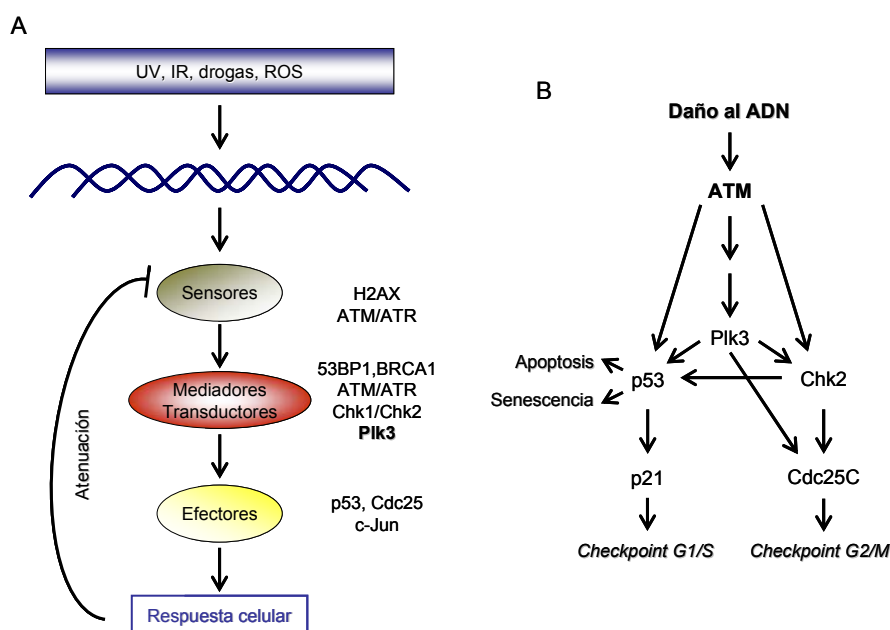 A
UV, IR, drogas, ROS
Sensores
H2AX
ATM/ATR
Mediadores
Transductores
53BP1,BRCA1
ATM/ATR
Chk1/Chk2
Plk3
Atenuación
Efectores
p53, Cdc25
c-Jun
Respuesta celular
B
Daño al ADN
ATM
Plk3
Apoptosis
Senescencia
p53
Chk2
p21
Cdc25C
Checkpoint G1/S
Checkpoint G2/M